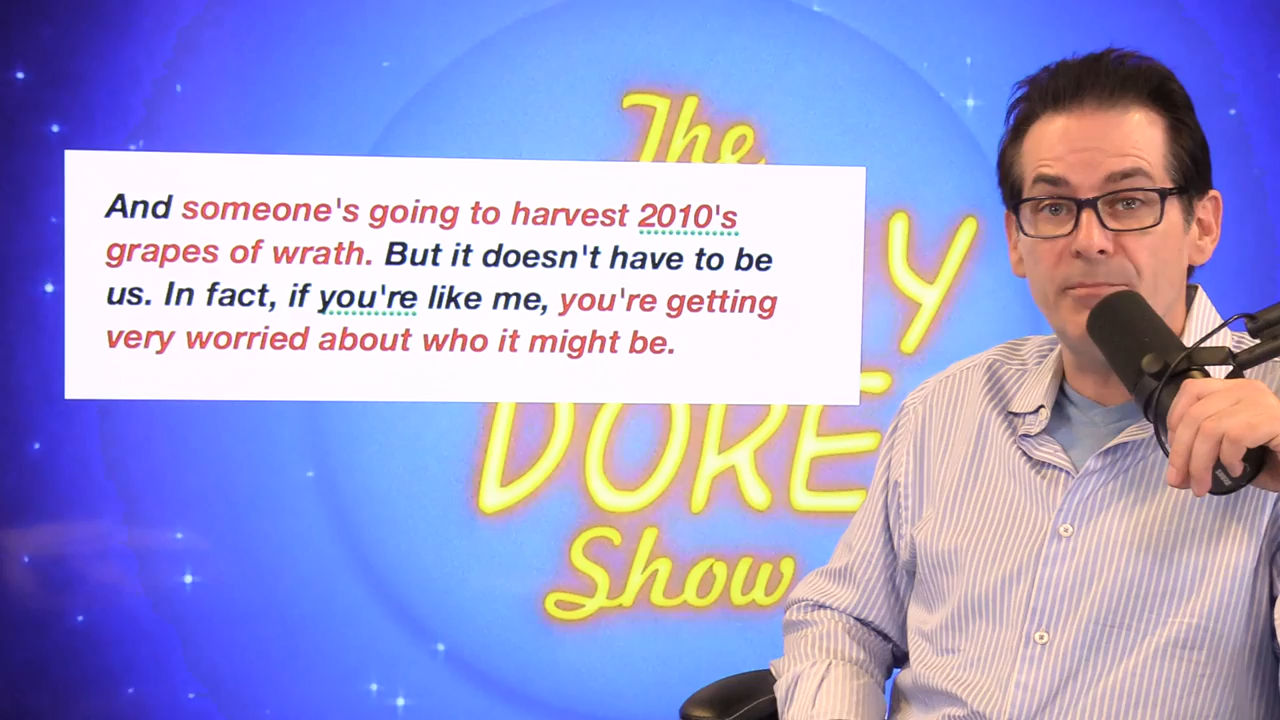 The
Y
And someone's going to harvest 2010's
grapes of wrath. But it doesn't have to be
us. In fact, if you're like me, you're getting
very worried about who it might be.
DORE
Show